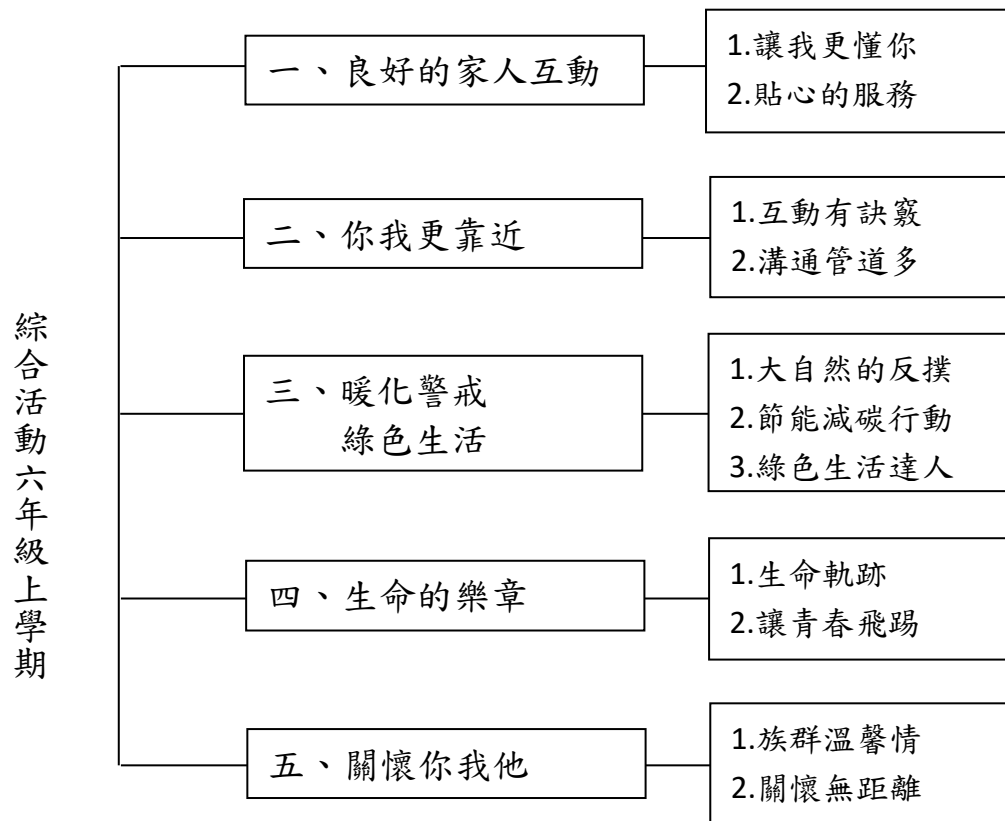 綜合活動六年級上學期
一、良好的家人互動
1.讓我更懂你
2.貼心的服務
二、你我更靠近
1.互動有訣竅
2.溝通管道多
三、暖化警戒
綠色生活
1.大自然的反撲
2.節能減碳行動
3.綠色生活達人
四、生命的樂章
1.生命軌跡
2.讓青春飛踢
五、關懷你我他
1.族群溫馨情
2.關懷無距離